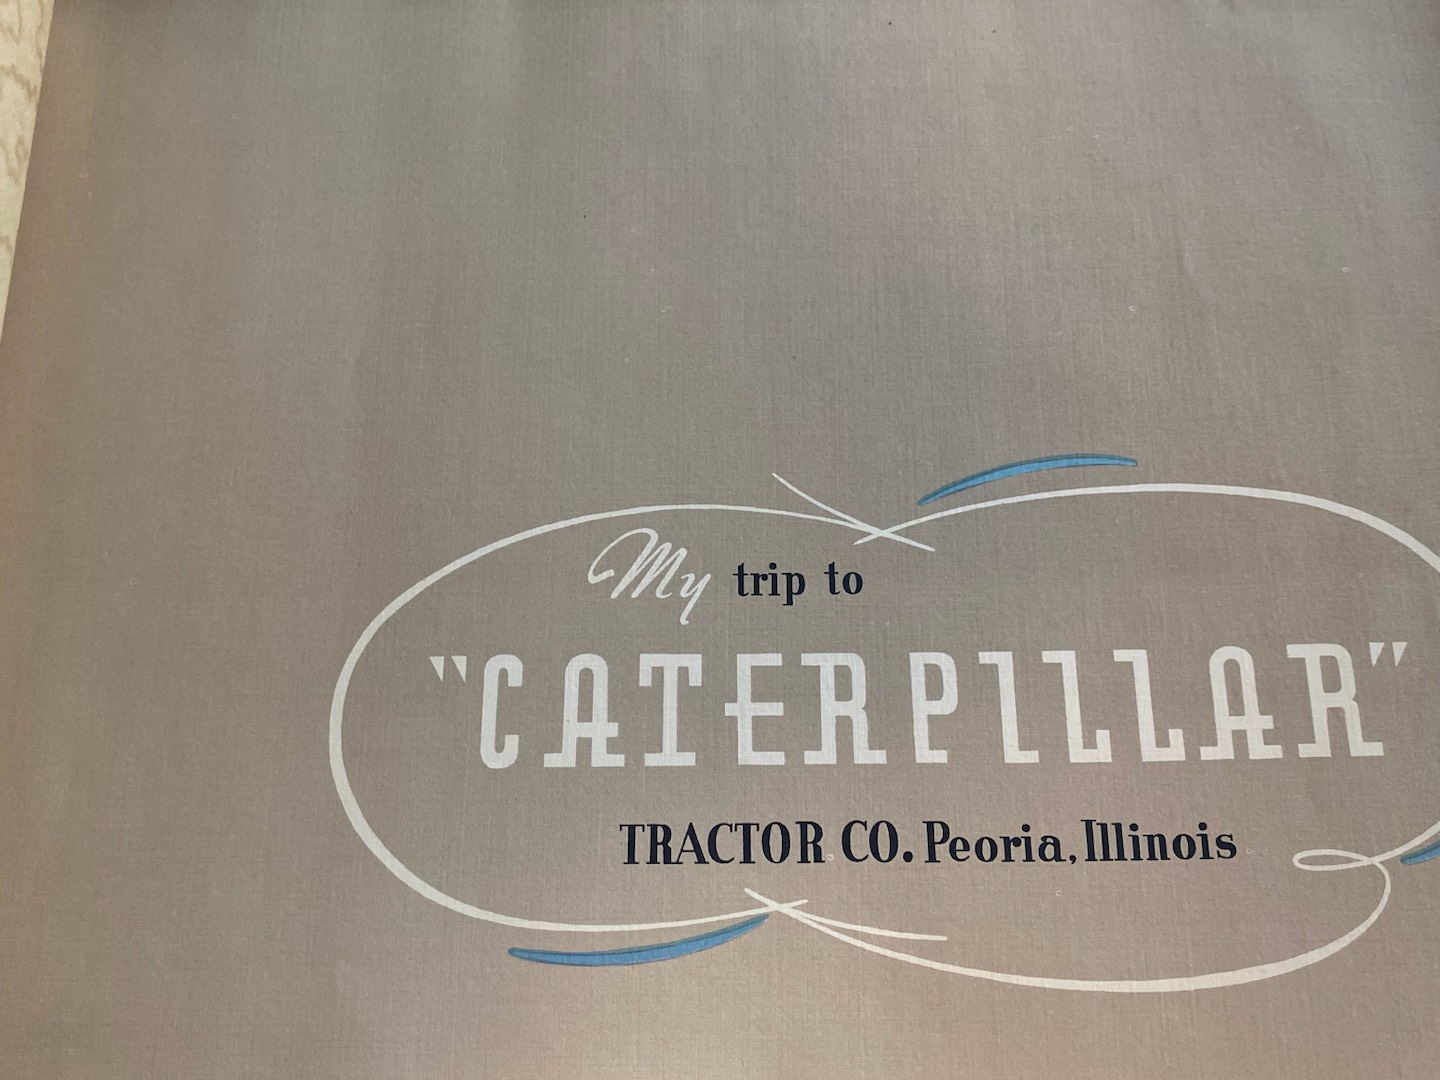 My trip to
"CATERPILLAR"
TRACTOR CO. Peoria, Illinois